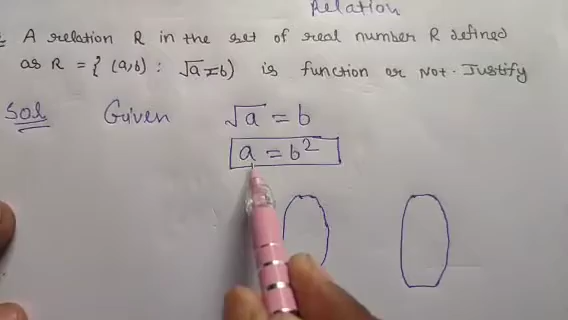 Relation
A relation R in the set of real number R defined
as R = { (a,b) : √a = b) is function or Not. Justify
Sol Given √a = b
a = b²